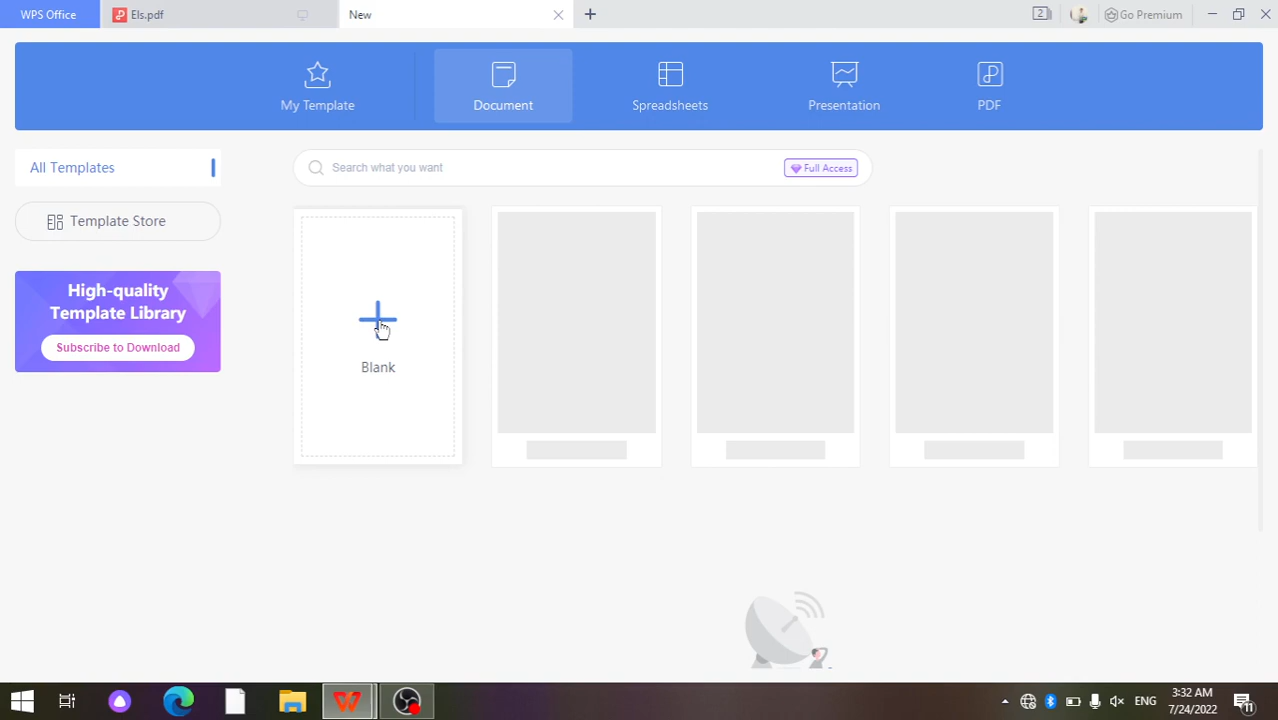 WPS Office
Els.pdf
New
2
Go Premium
My Template
Document
Spreadsheets
Presentation
PDF
All Templates
Search what you want
Full Access
Template Store
High-quality
Template Library
Subscribe to Download
Blank
ENG
3:32 AM
7/24/2022
11